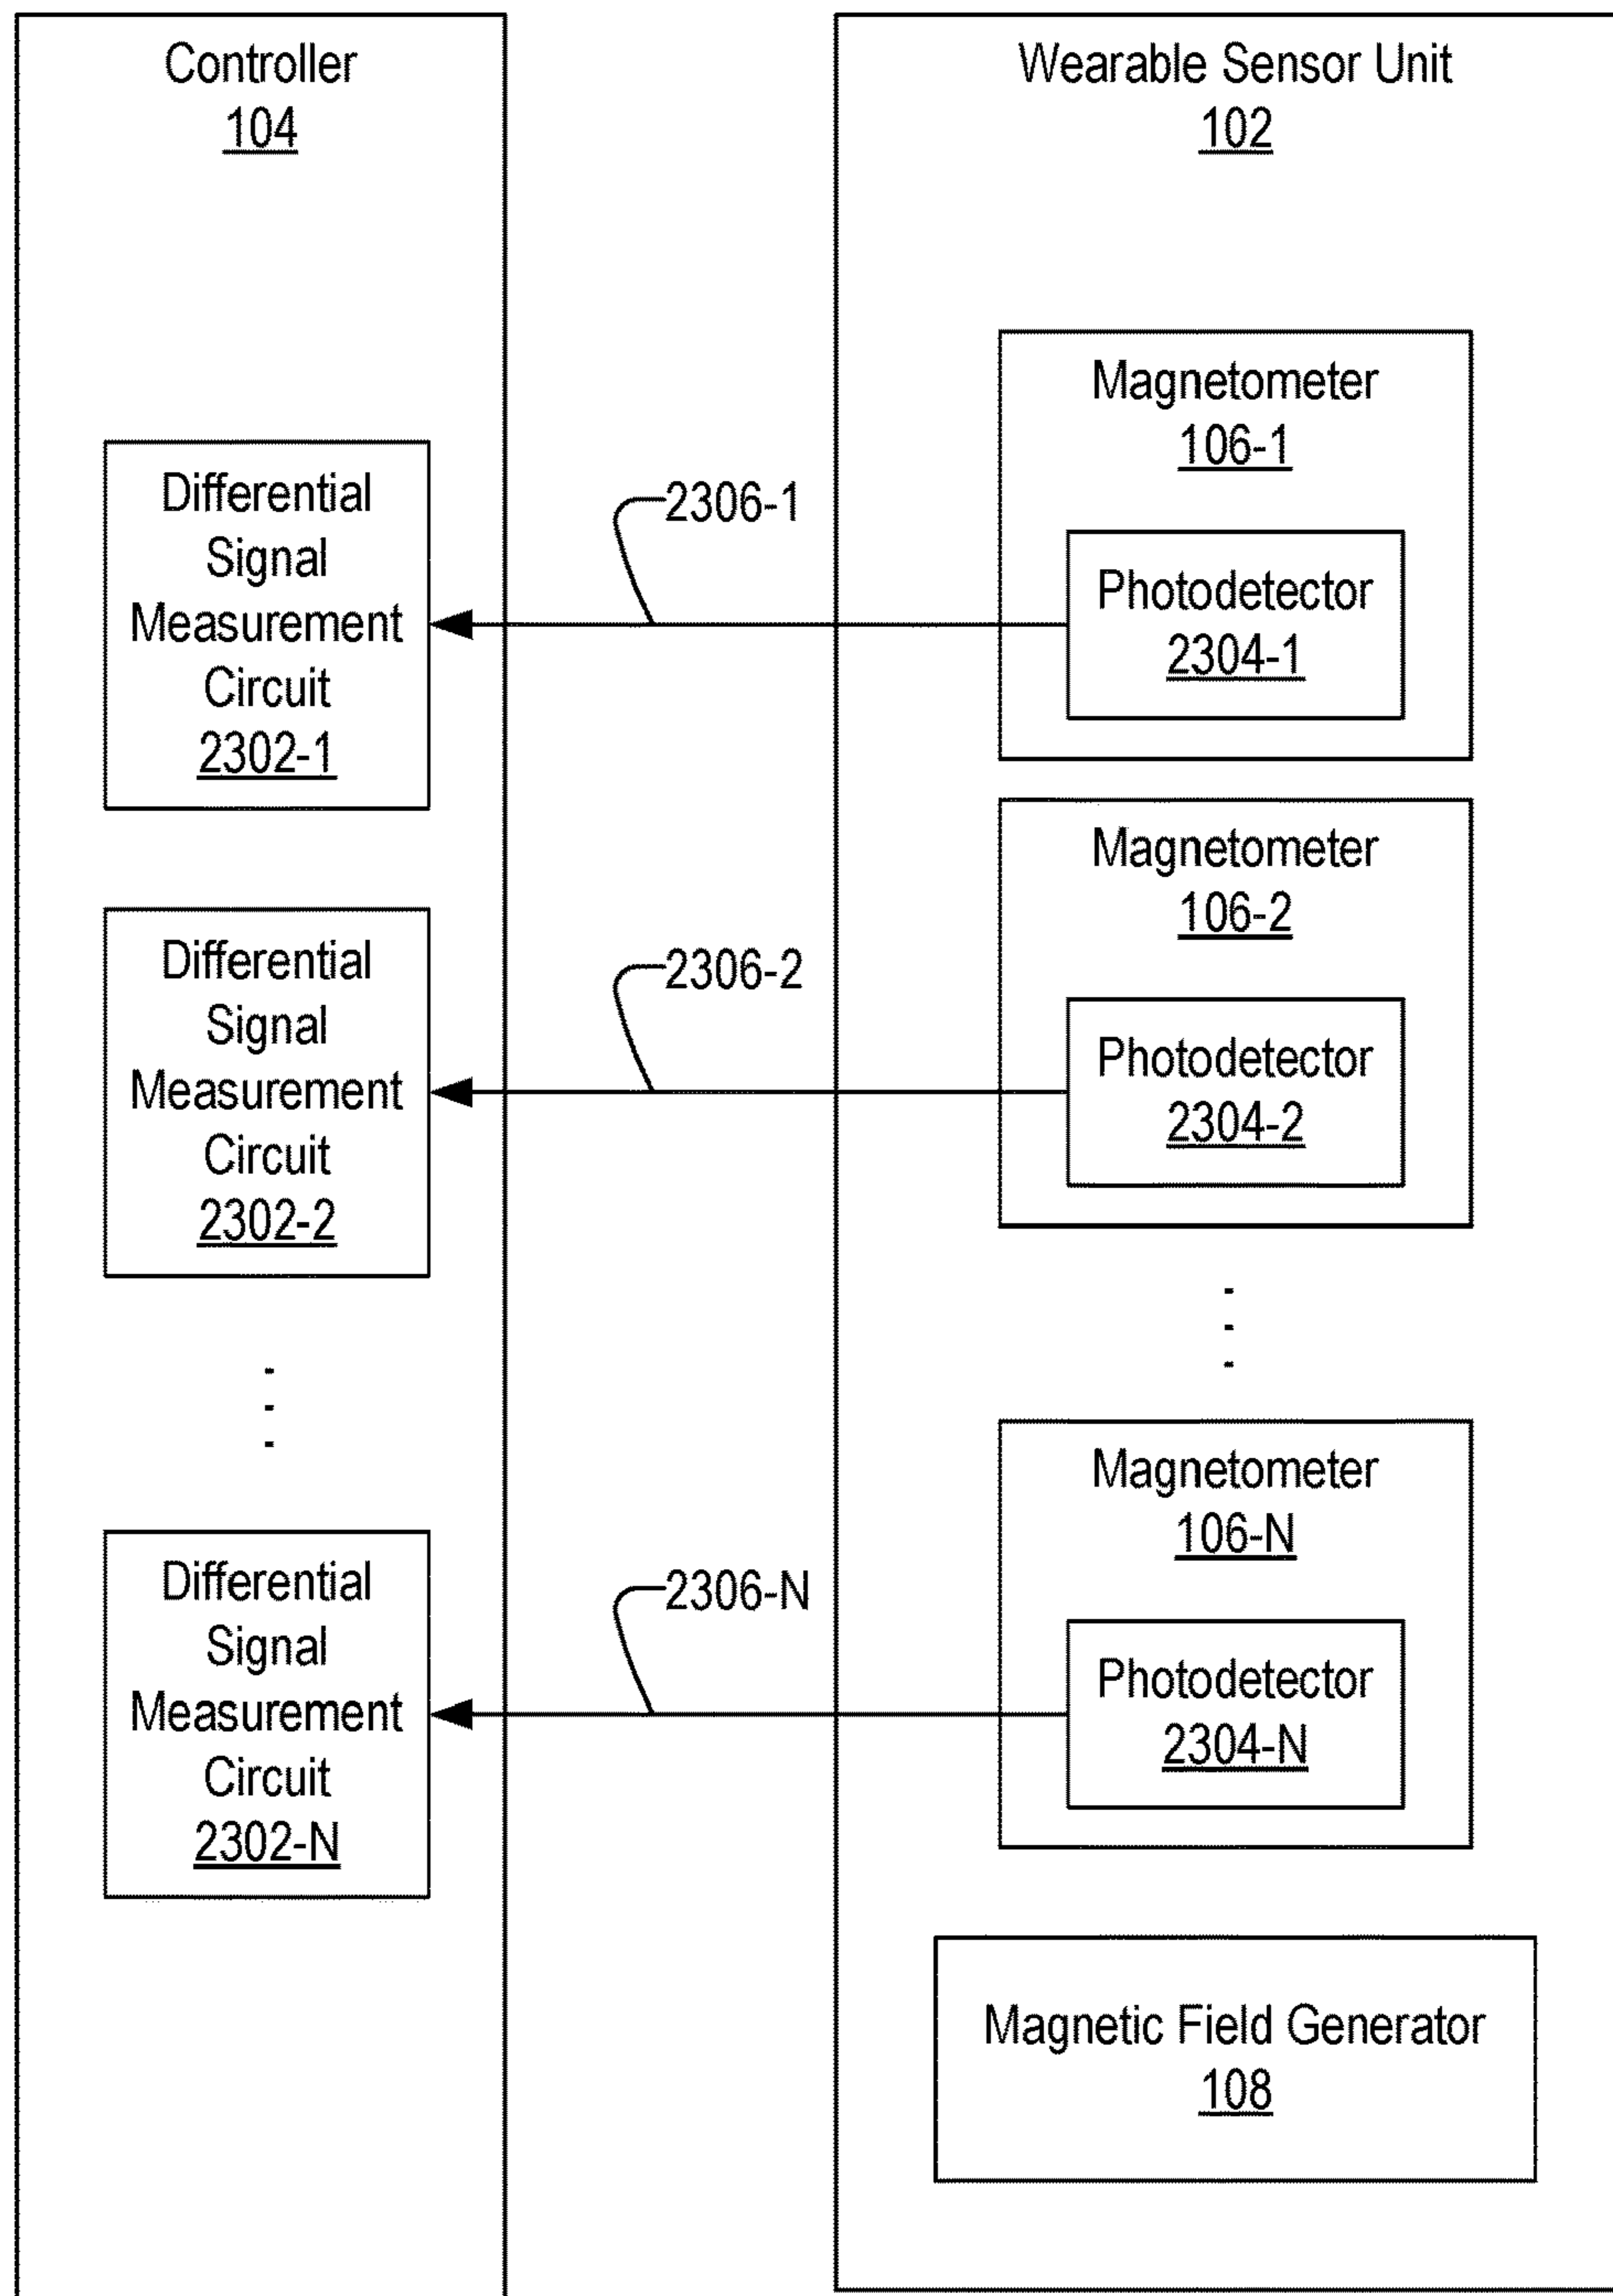 Controller
104
Differential
Signal
Measurement
Circuit
2302-1
Differential
Signal
Measurement
Circuit
2302-2
Differential
Signal
Measurement
Circuit
2302-N
2306-1
2306-2
2306-N
Wearable Sensor Unit
102
Magnetometer
106-1
Photodetector
2304-1
Magnetometer
106-2
Photodetector
2304-2
Magnetometer
106-N
Photodetector
2304-N
Magnetic Field Generator
108